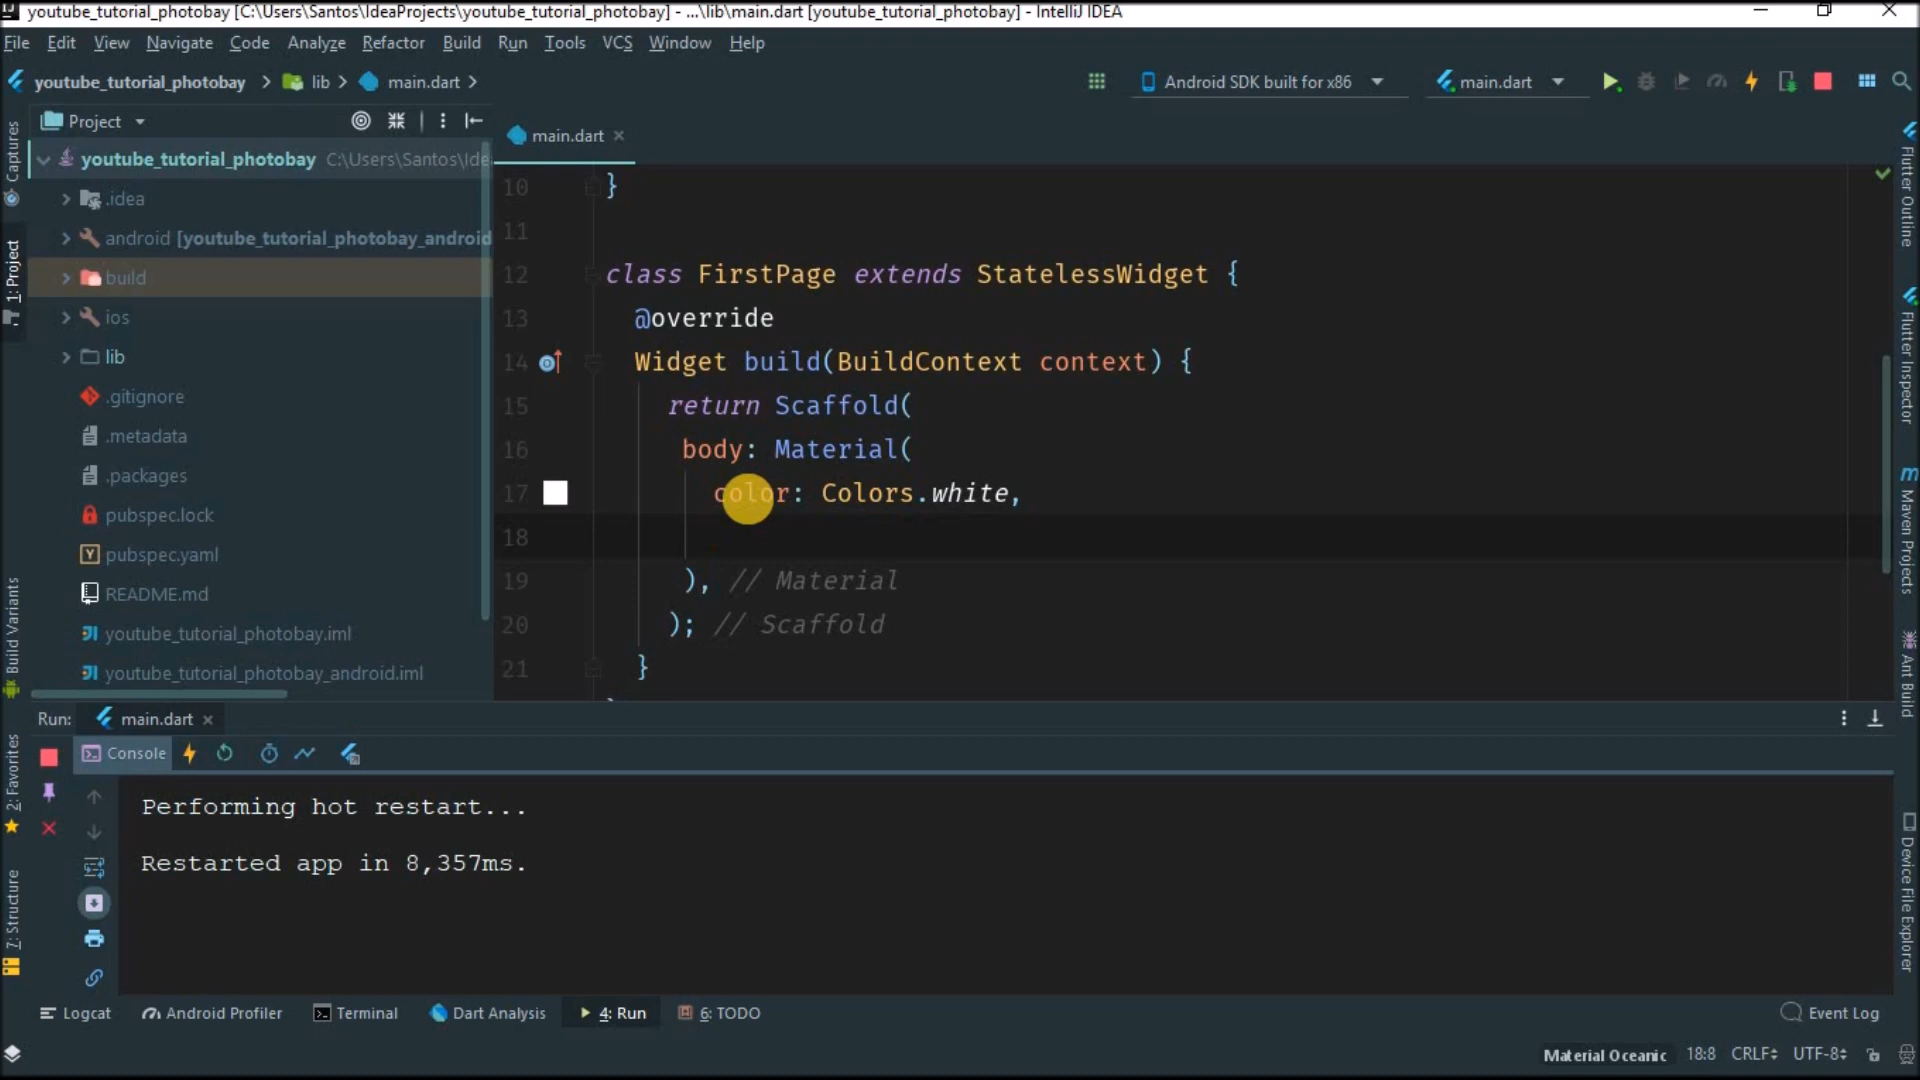 youtube_tutorial_photobay [C:\Users\Santos\IdeaProjects\youtube_tutorial_photobay] - ...\lib\main.dart [youtube_tutorial_photobay] - IntelliJ IDEA
File Edit View Navigate Code Analyze Refactor Build Run Tools VCS Window Help
youtube_tutorial_photobay lib main.dart Android SDK built for x86 main.dart
Project
main.dart
youtube_tutorial_photobay C:\Users\Santos\Ide
.idea
android [youtube_tutorial_photobay_android
build
ios
lib
.gitignore
.metadata
.packages
pubspec.lock
pubspec.yaml
README.md
youtube_tutorial_photobay.iml
youtube_tutorial_photobay_android.iml
Captures
1: Project
Build Variants
2: Favorites
7: Structure
10 }
11
12 class FirstPage extends StatelessWidget {
13 @override
14 Widget build(BuildContext context) {
15 return Scaffold(
16 body: Material(
17 color: Colors.white,
18
19 ), // Material
20 ); // Scaffold
21 }
Flutter Outline
Flutter Inspector
Maven Projects
Ant Build
Device File Explorer
Run: main.dart
Console
Performing hot restart...
Restarted app in 8,357ms.
Logcat Android Profiler Terminal Dart Analysis 4: Run 6: TODO Event Log
Material Oceanic 18:8 CRLF UTF-8